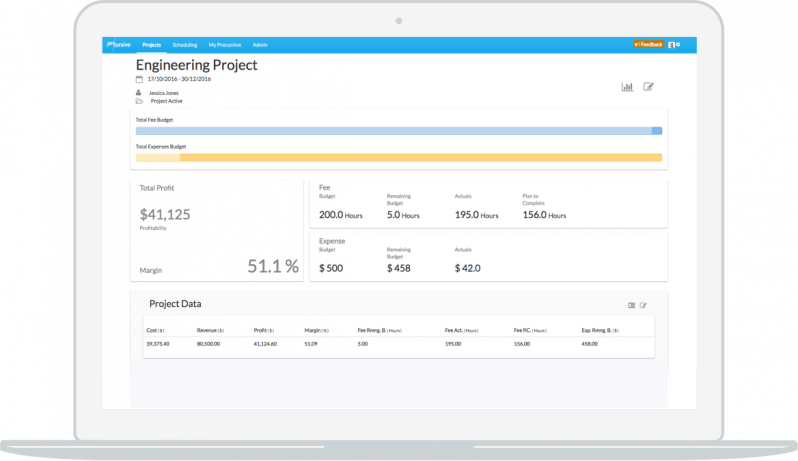 Projects Scheduling My Precursive Admin Feedback
Engineering Project
17/10/2016 - 30/12/2016
Jessica Jones
Project Active
Total Fee Budget
Total Expenses Budget
Total Profit
$41,125
Profitability
Margin 51.1 %
Fee
Budget Remaining Budget Actuals Plan to Complete
200.0 Hours 5.0 Hours 195.0 Hours 156.0 Hours
Expense
Budget Remaining Budget Actuals
$ 500 $ 458 $ 42.0
Project Data
Cost ($) Revenue ($) Profit ($) Margin (%) Fee Rmng. B. (Hours) Fee Act. (Hours) Fee P.C. (Hours) Exp. Rmng. B. ($)
39,375.40 80,500.00 41,124.60 51.09 5.00 195.00 156.00 458.00